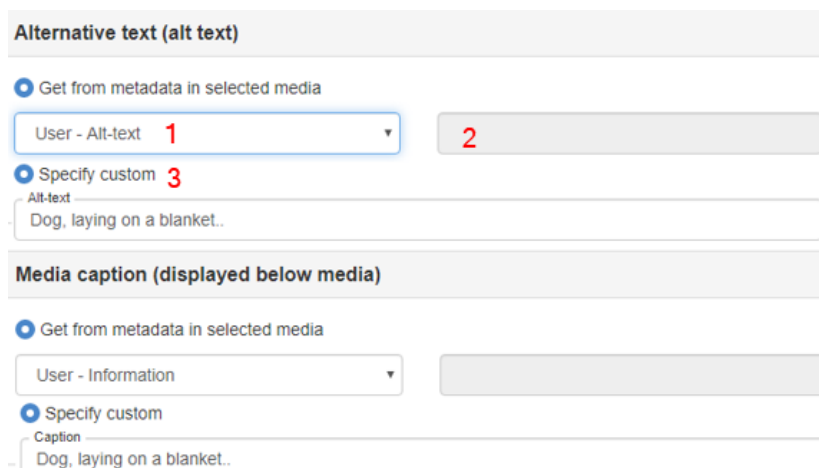 Alternative text (alt text)
Get from metadata in selected media
User - Alt-text 1 2
Specify custom 3
Alt-text
Dog, laying on a blanket..
Media caption (displayed below media)
Get from metadata in selected media
User - Information
Specify custom
Caption
Dog, laying on a blanket..